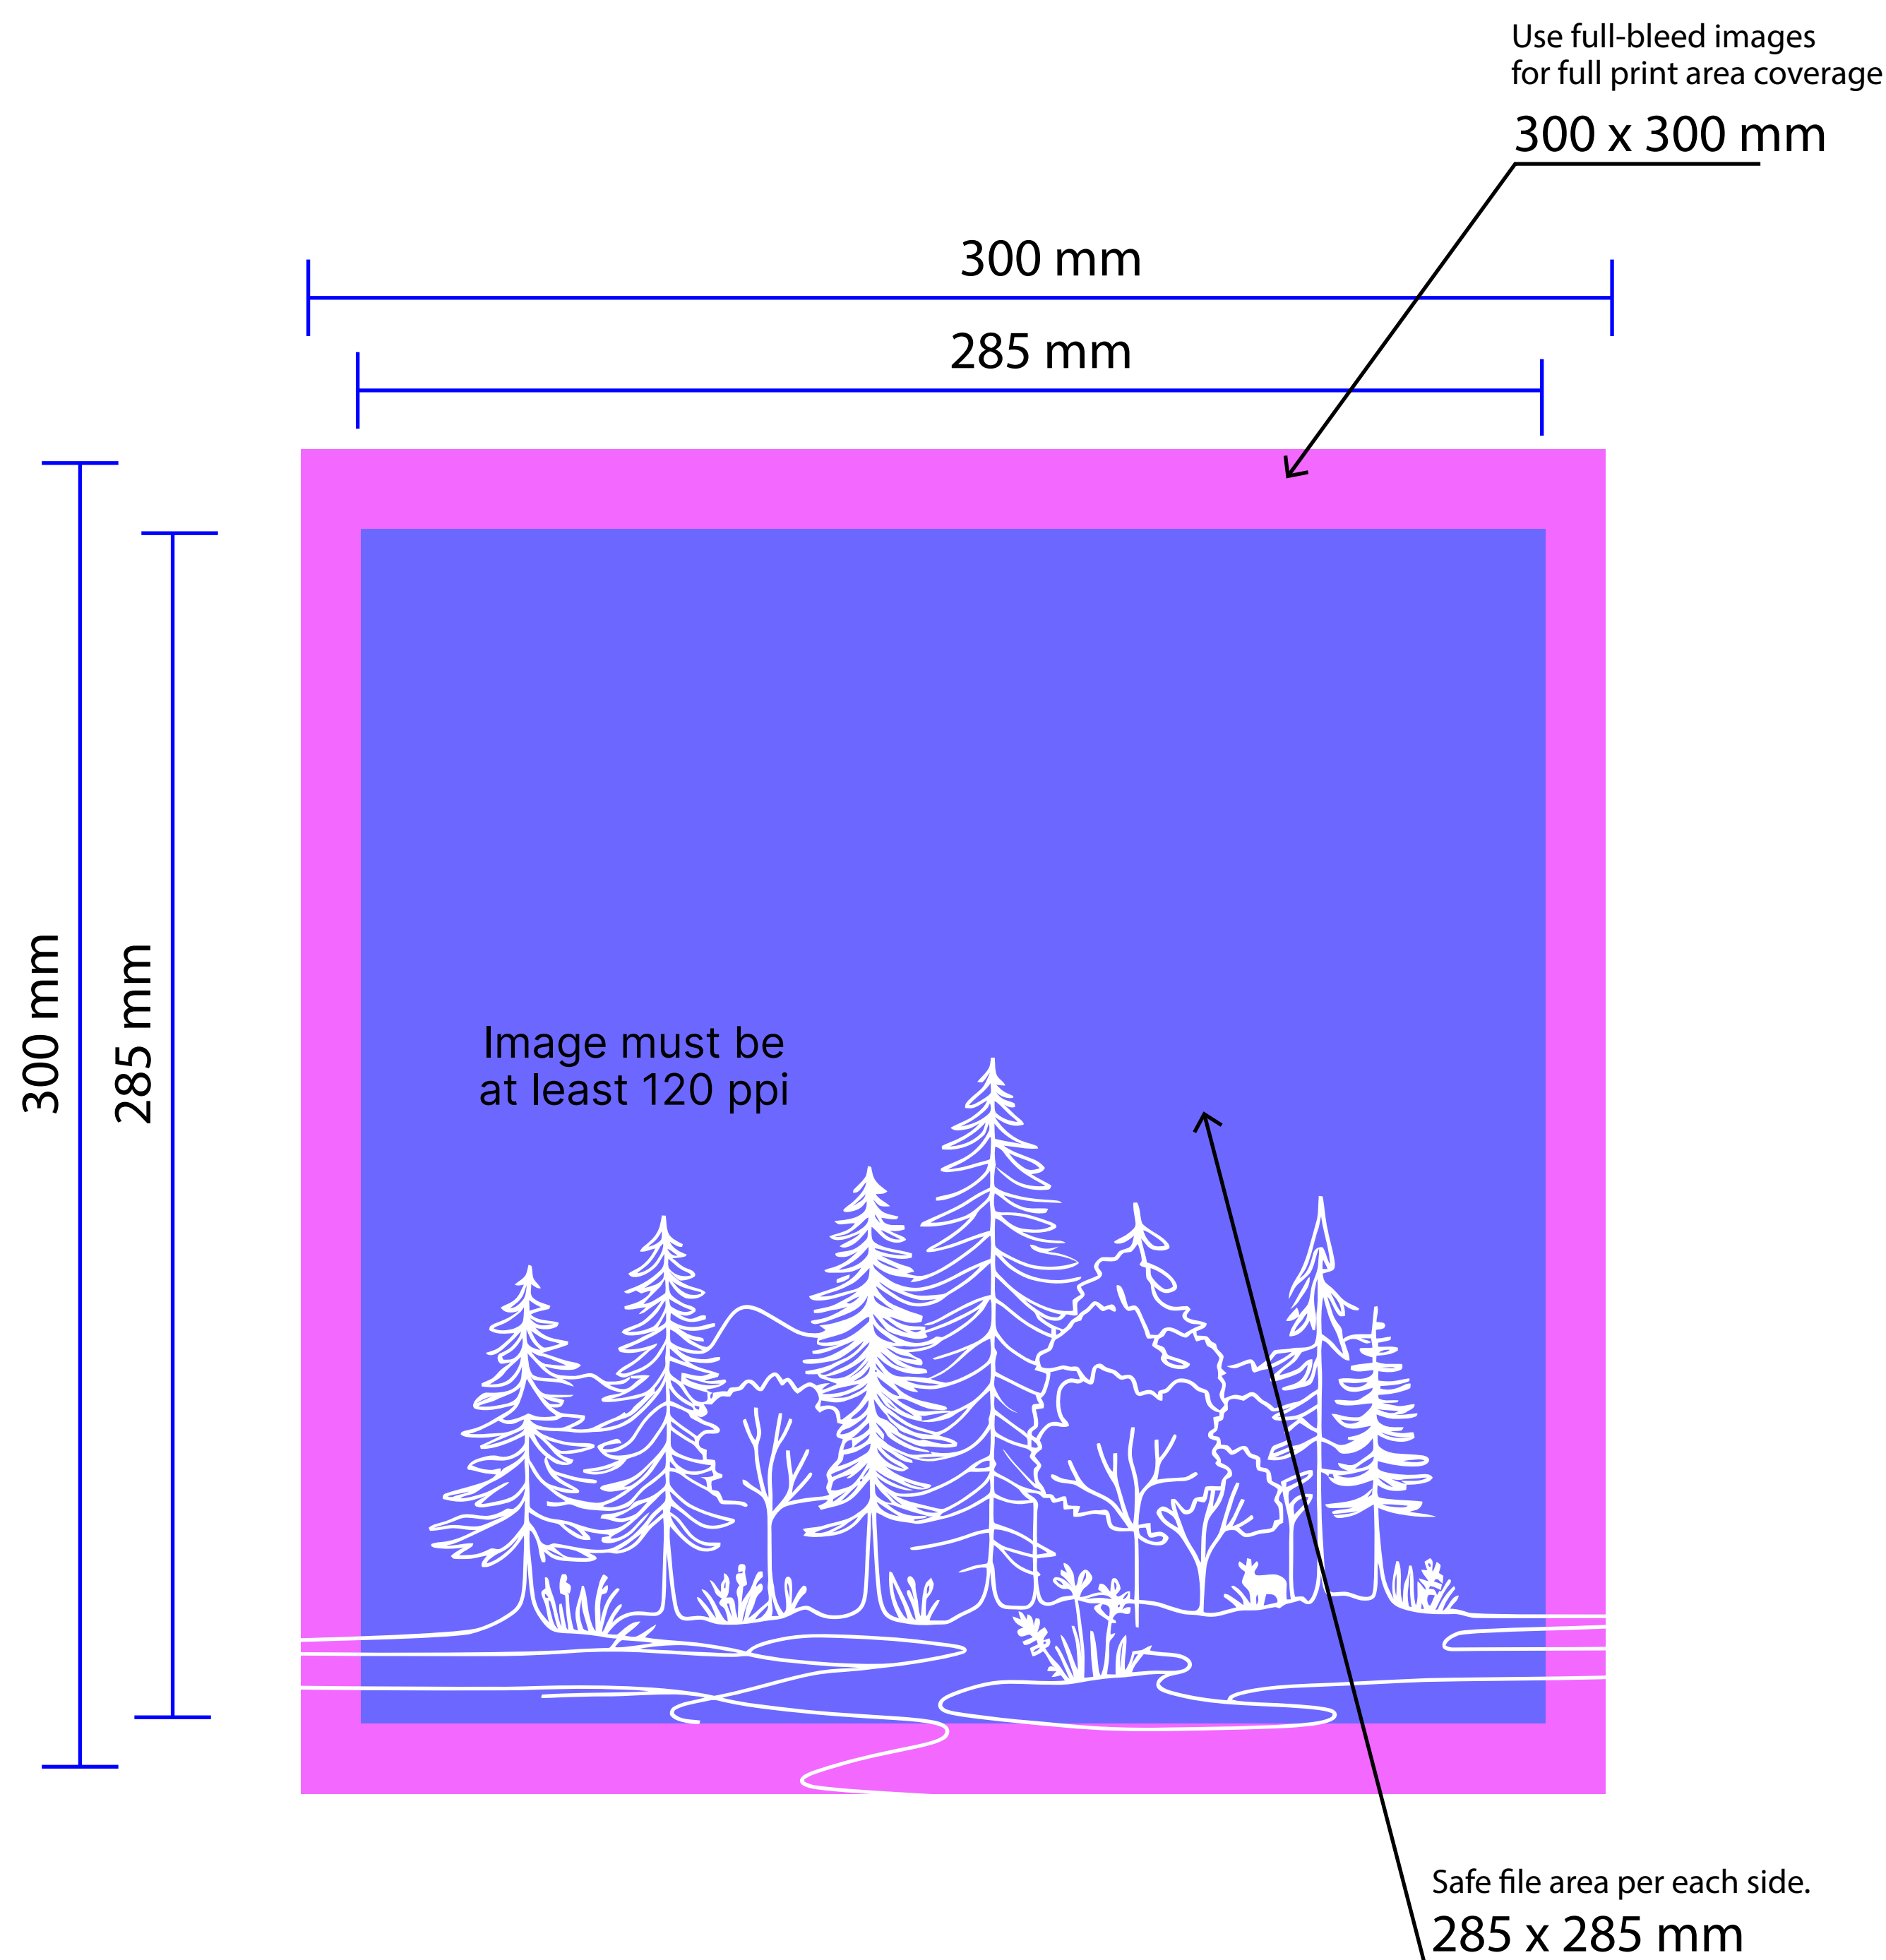 Use full-bleed images
for full print area coverage
300 x 300 mm
300 mm
285 mm
300 mm
285 mm
Image must be
at least 120 ppi
Safe file area per each side.
285 x 285 mm